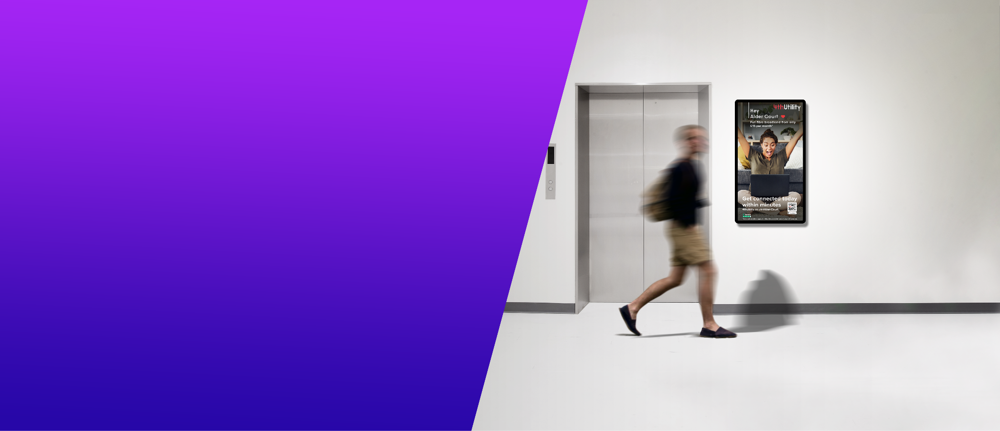 4thUtility
Hey
Alder Court
Full fibre broadband from only
£15 per month*
Get connected today
within minutes
4thutility.co.uk/Alder-Court